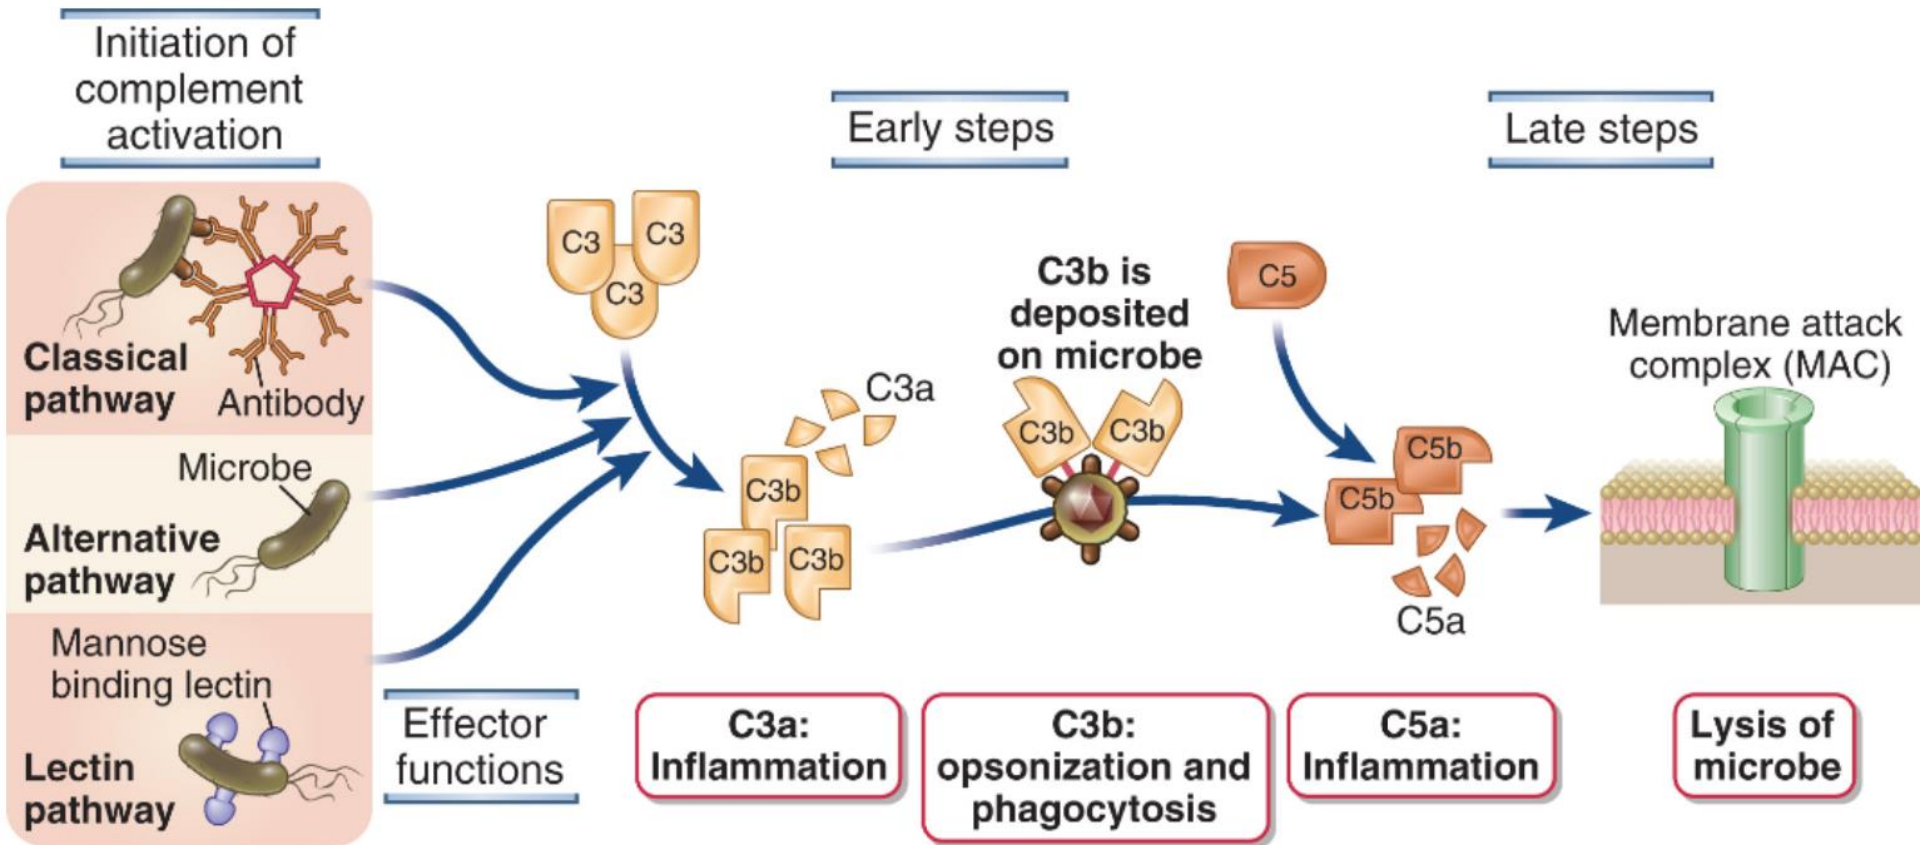 Initiation of
complement
activation
Early steps
Late steps
Classical
pathway
Antibody
Microbe
Alternative
pathway
Mannose
binding lectin
Lectin
pathway
C3
C3
C3
C3a
C3b
C3b
C3b
C3b is
deposited
on microbe
C3b
C3b
C5
C5b
C5b
C5a
Membrane attack
complex (MAC)
Effector
functions
C3a:
Inflammation
C3b:
opsonization and
phagocytosis
C5a:
Inflammation
Lysis of
microbe